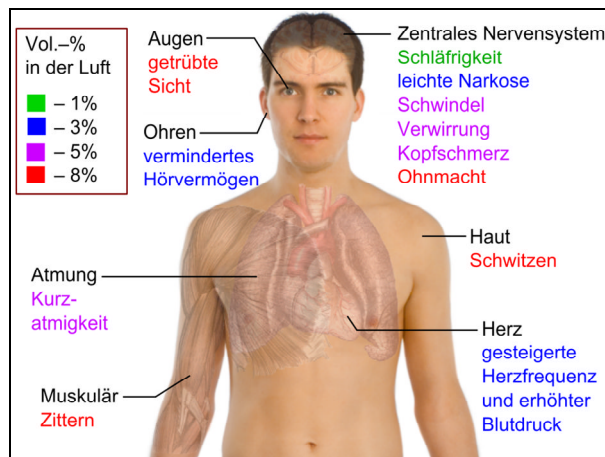 Vol.–%
in der Luft
– 1%
– 3%
– 5%
– 8%
Augen
getrübte
Sicht
Ohren
vermindertes
Hörvermögen
Zentrales Nervensystem
Schläfrigkeit
leichte Narkose
Schwindel
Verwirrung
Kopfschmerz
Ohnmacht
Haut
Schwitzen
Atmung
Kurz-
atmigkeit
Herz
gesteigerte
Herzfrequenz
und erhöhter
Blutdruck
Muskulär
Zittern